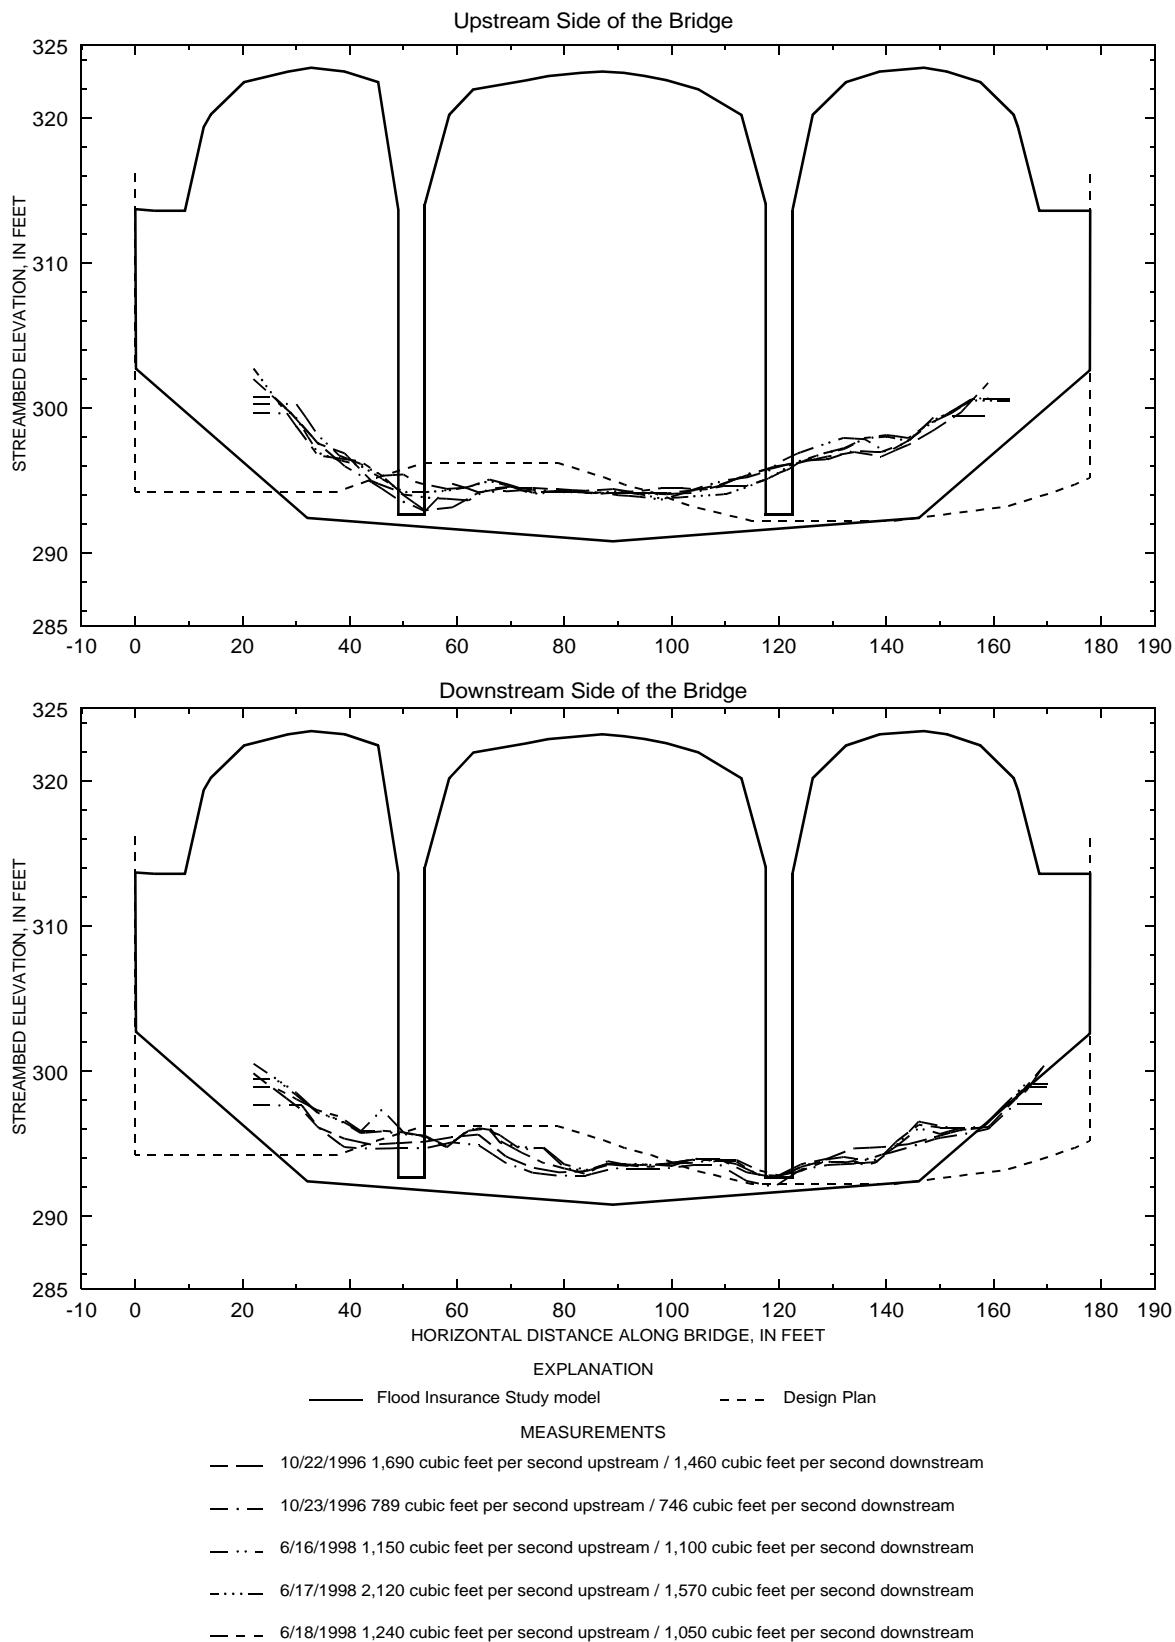 Upstream Side of the Bridge
325
320
315
310
305
300
295
290
285
STREAMBED ELEVATION, IN FEET
-10 0 20 40 60 80 100 120 140 160 180 190
Downstream Side of the Bridge
325
320
315
310
305
300
295
290
285
STREAMBED ELEVATION, IN FEET
-10 0 20 40 60 80 100 120 140 160 180 190
HORIZONTAL DISTANCE ALONG BRIDGE, IN FEET
EXPLANATION
Flood Insurance Study model Design Plan
MEASUREMENTS
10/22/1996 1,690 cubic feet per second upstream / 1,460 cubic feet per second downstream
10/23/1996 789 cubic feet per second upstream / 746 cubic feet per second downstream
6/16/1998 1,150 cubic feet per second upstream / 1,100 cubic feet per second downstream
6/17/1998 2,120 cubic feet per second upstream / 1,570 cubic feet per second downstream
6/18/1998 1,240 cubic feet per second upstream / 1,050 cubic feet per second downstream